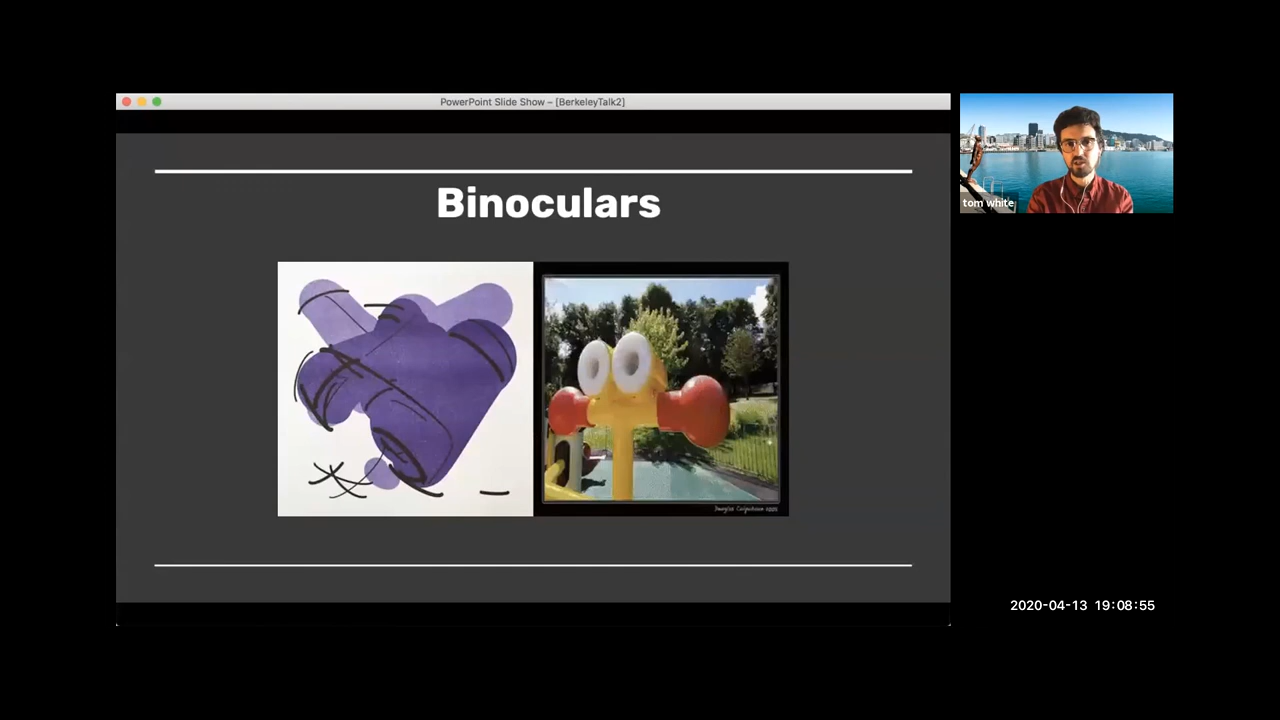 PowerPoint Slide Show – [BerkeleyTalk2]
Binoculars
tom white
2020-04-13 19:08:55